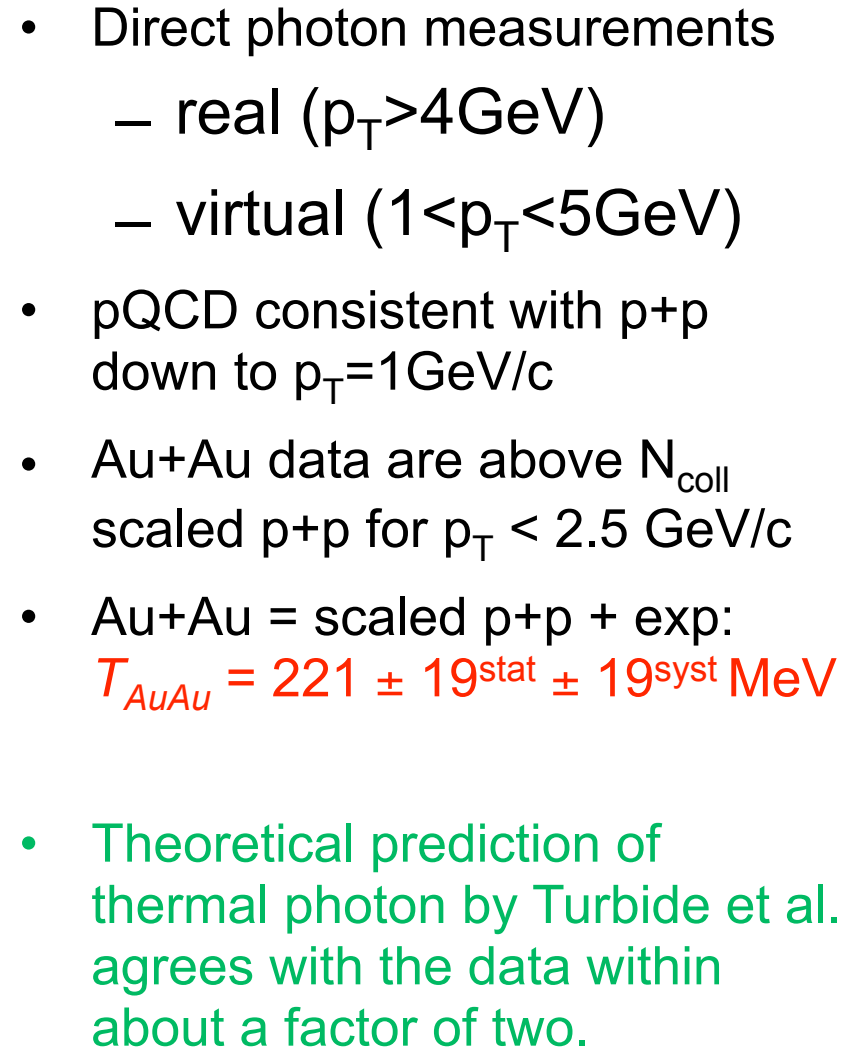 • Direct photon measurements
– real (pT>4GeV)
– virtual (1<pT<5GeV)
• pQCD consistent with p+p
down to pT=1GeV/c
• Au+Au data are above Ncoll
scaled p+p for pT < 2.5 GeV/c
• Au+Au = scaled p+p + exp:
TAuAu = 221 ± 19stat ± 19syst MeV
• Theoretical prediction of
thermal photon by Turbide et al.
agrees with the data within
about a factor of two.